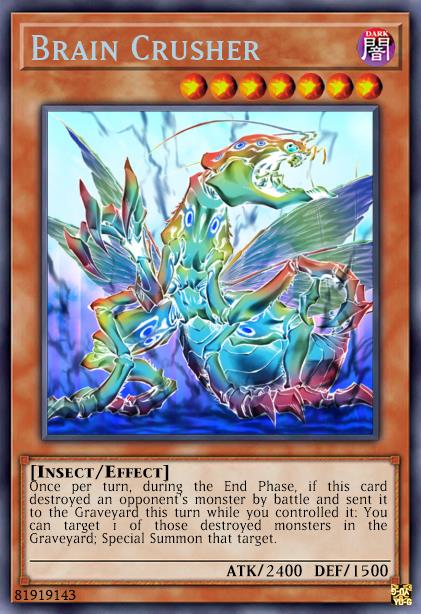 Brain Crusher
DARK
闇
[Insect/Effect]
Once per turn, during the End Phase, if this card
destroyed an opponent's monster by battle and sent it
to the Graveyard this turn while you controlled it: You
can target 1 of those destroyed monsters in the
Graveyard; Special Summon that target.
ATK/2400 DEF/1500
81919143